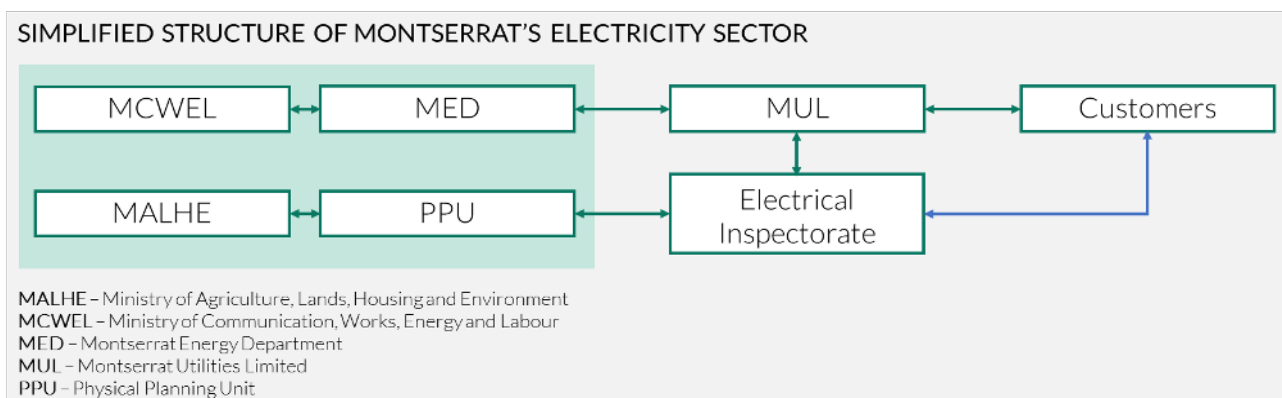 SIMPLIFIED STRUCTURE OF MONTSERRAT'S ELECTRICITY SECTOR
MCWEL
MED
MUL
Customers
MALHE
PPU
Electrical
Inspectorate
MALHE – Ministry of Agriculture, Lands, Housing and Environment
MCWEL – Ministry of Communication, Works, Energy and Labour
MED – Montserrat Energy Department
MUL – Montserrat Utilities Limited
PPU – Physical Planning Unit